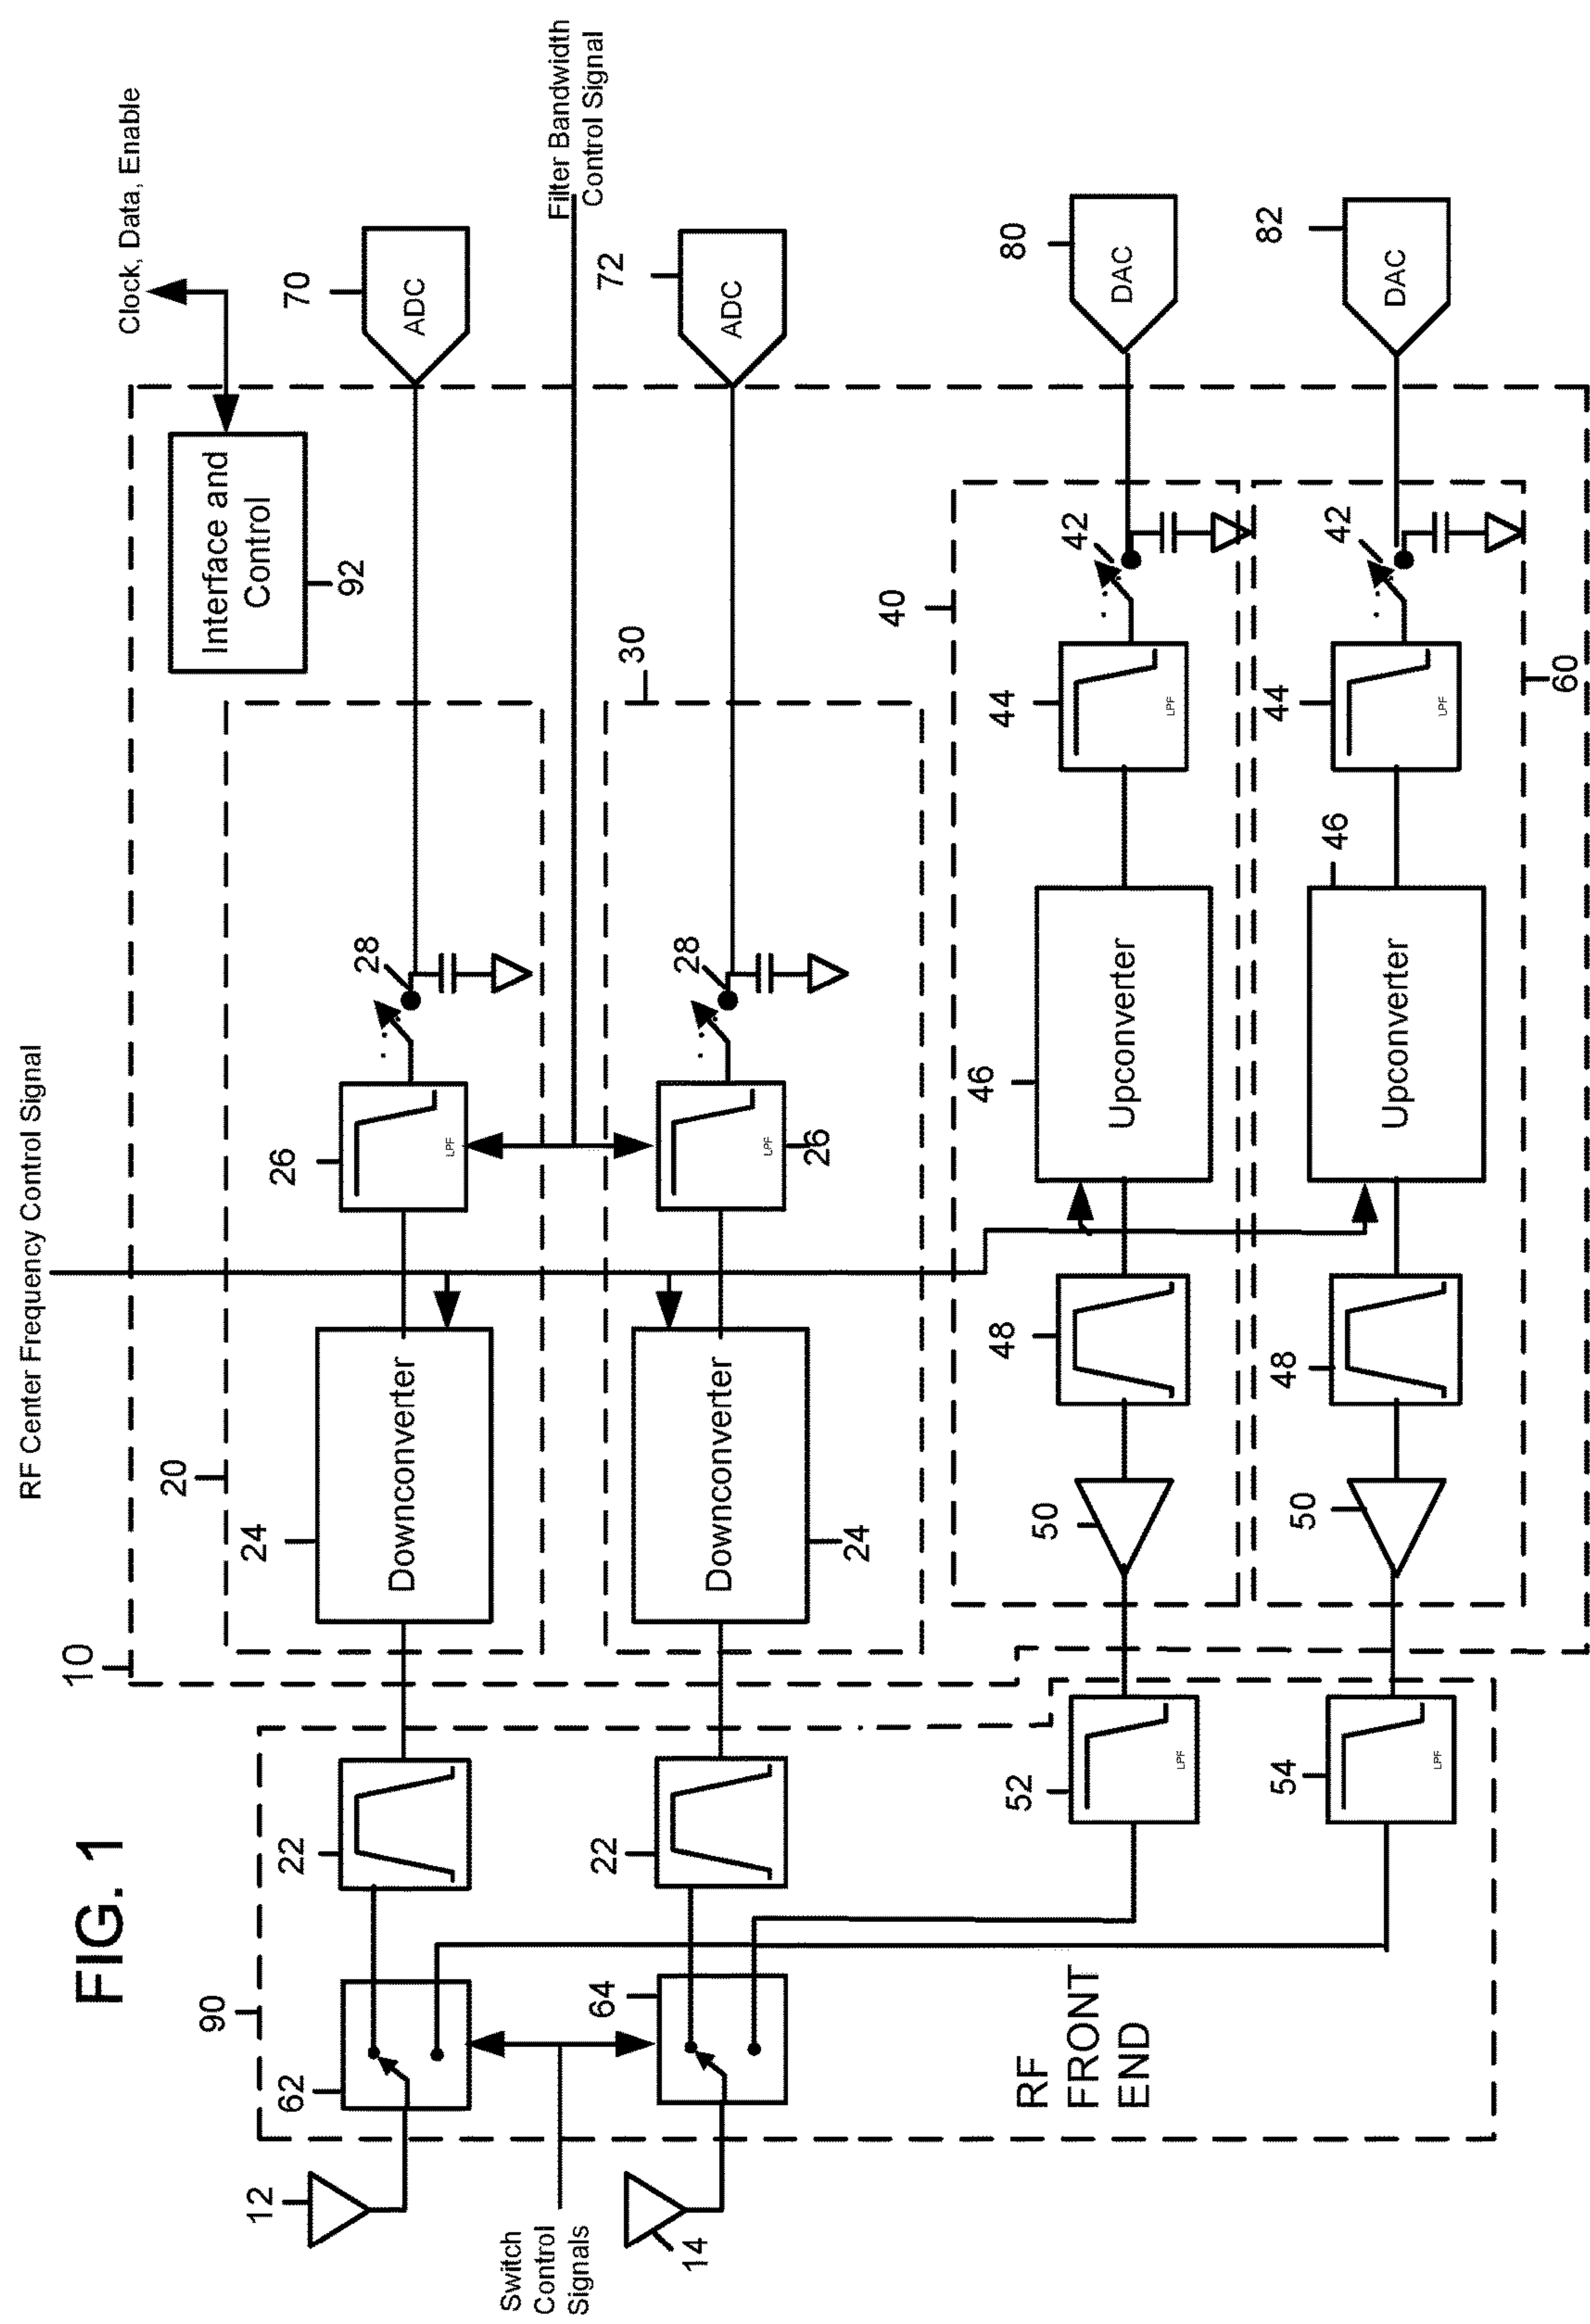 FIG. 1
Clock, Data, Enable
RF Center Frequency Control Signal
Filter Bandwidth
Control Signal
Interface and
Control
92
10
20
12
90
62
22
24
Downconverter
26
LPF
28
70
ADC
30
Switch
Control
Signals
14
64
22
24
Downconverter
26
LPF
28
72
ADC
40
RF
FRONT
END
52
LPF
50
48
46
Upconverter
44
LPF
42
80
DAC
54
LPF
50
48
46
Upconverter
44
LPF
42
82
DAC
60